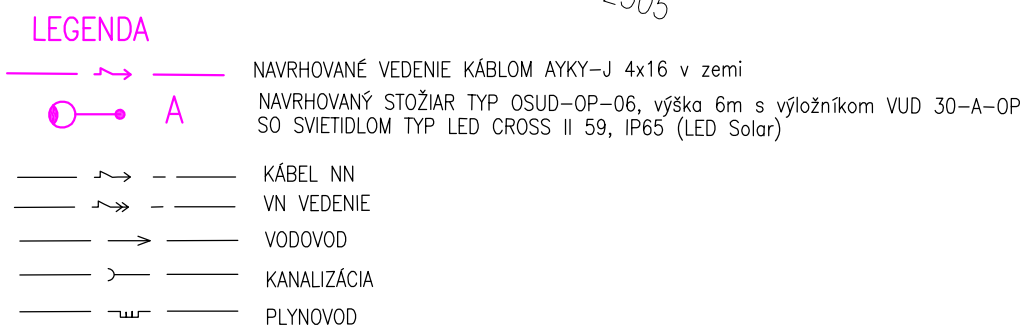 2905
LEGENDA
NAVRHOVANÉ VEDENIE KÁBLOM AYKY-J 4x16 v zemi
A NAVRHOVANÝ STOŽIAR TYP OSUD-OP-06, výška 6m s výložníkom VUD 30-A-OP
SO SVIETIDLOM TYP LED CROSS II 59, IP65 (LED Solar)
KÁBEL NN
VN VEDENIE
VODOVOD
KANALIZÁCIA
PLYNOVOD